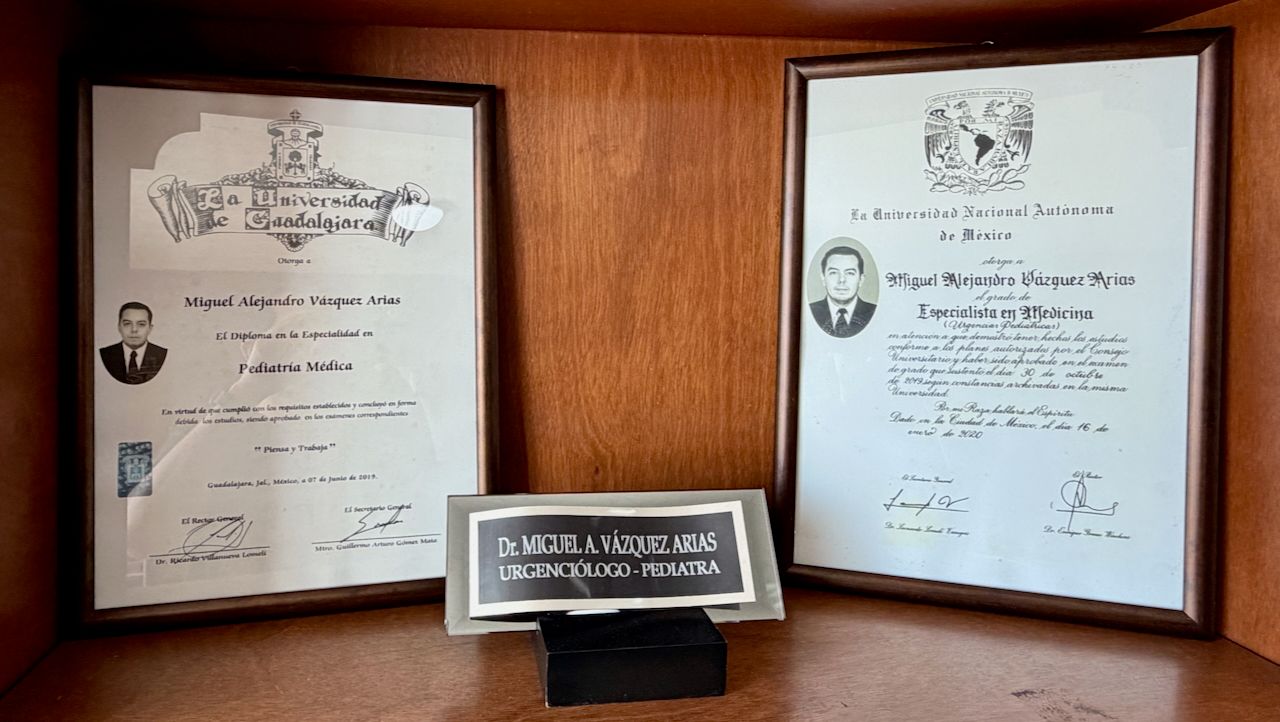 La Universidad
de Guadalajara
Otorga a
Miguel Alejandro Vázquez Arias
El Diploma en la Especialidad en
Pediatría Médica
En virtud de que cumplió con los requisitos establecidos y concluyó en forma
debida los estudios, siendo aprobado en los exámenes correspondientes
"Piensa y Trabaja"
Guadalajara, Jal., México, a 07 de Junio de 2019.
El Rector General
Dr. Ricardo Villanueva Lomelí
El Secretario General
Mtro. Guillermo Arturo Gómez Mata
Dr. MIGUEL A. VÁZQUEZ ARIAS
URGENCIÓLOGO - PEDIATRA
La Universidad Nacional Autónoma
de México
otorga a
Miguel Alejandro Vázquez Arias
el grado de
Especialista en Medicina
(Urgencias Pediátricas)
en atención a que demostró tener hechos los estudios
conforme a los planes autorizados por el Consejo
Universitario y haber sido aprobado en el examen
de grado que sustentó el día 30 de octubre
de 2019, según constancias archivadas en la misma
Universidad.
Por mi Raza hablará el Espíritu
Dado en la Ciudad de México, el día 16 de
enero de 2020
El Secretario General
El Rector